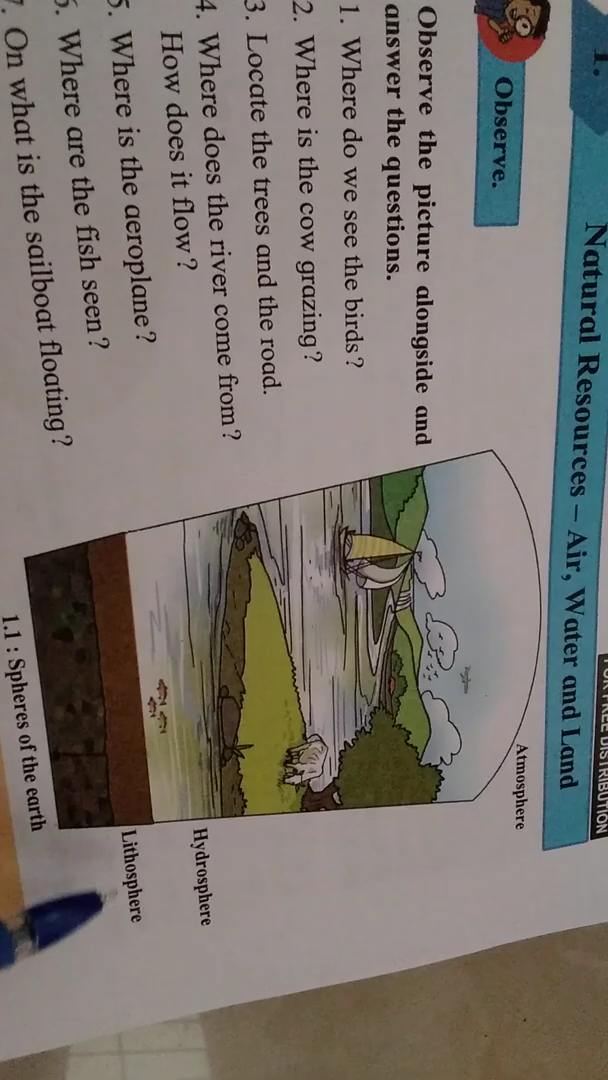 1.
Natural Resources – Air, Water and Land
Observe.
Observe the picture alongside and
answer the questions.
1. Where do we see the birds?
2. Where is the cow grazing?
3. Locate the trees and the road.
4. Where does the river come from?
How does it flow?
5. Where is the aeroplane?
6. Where are the fish seen?
7. On what is the sailboat floating?
Atmosphere
Hydrosphere
Lithosphere
1.1 : Spheres of the earth